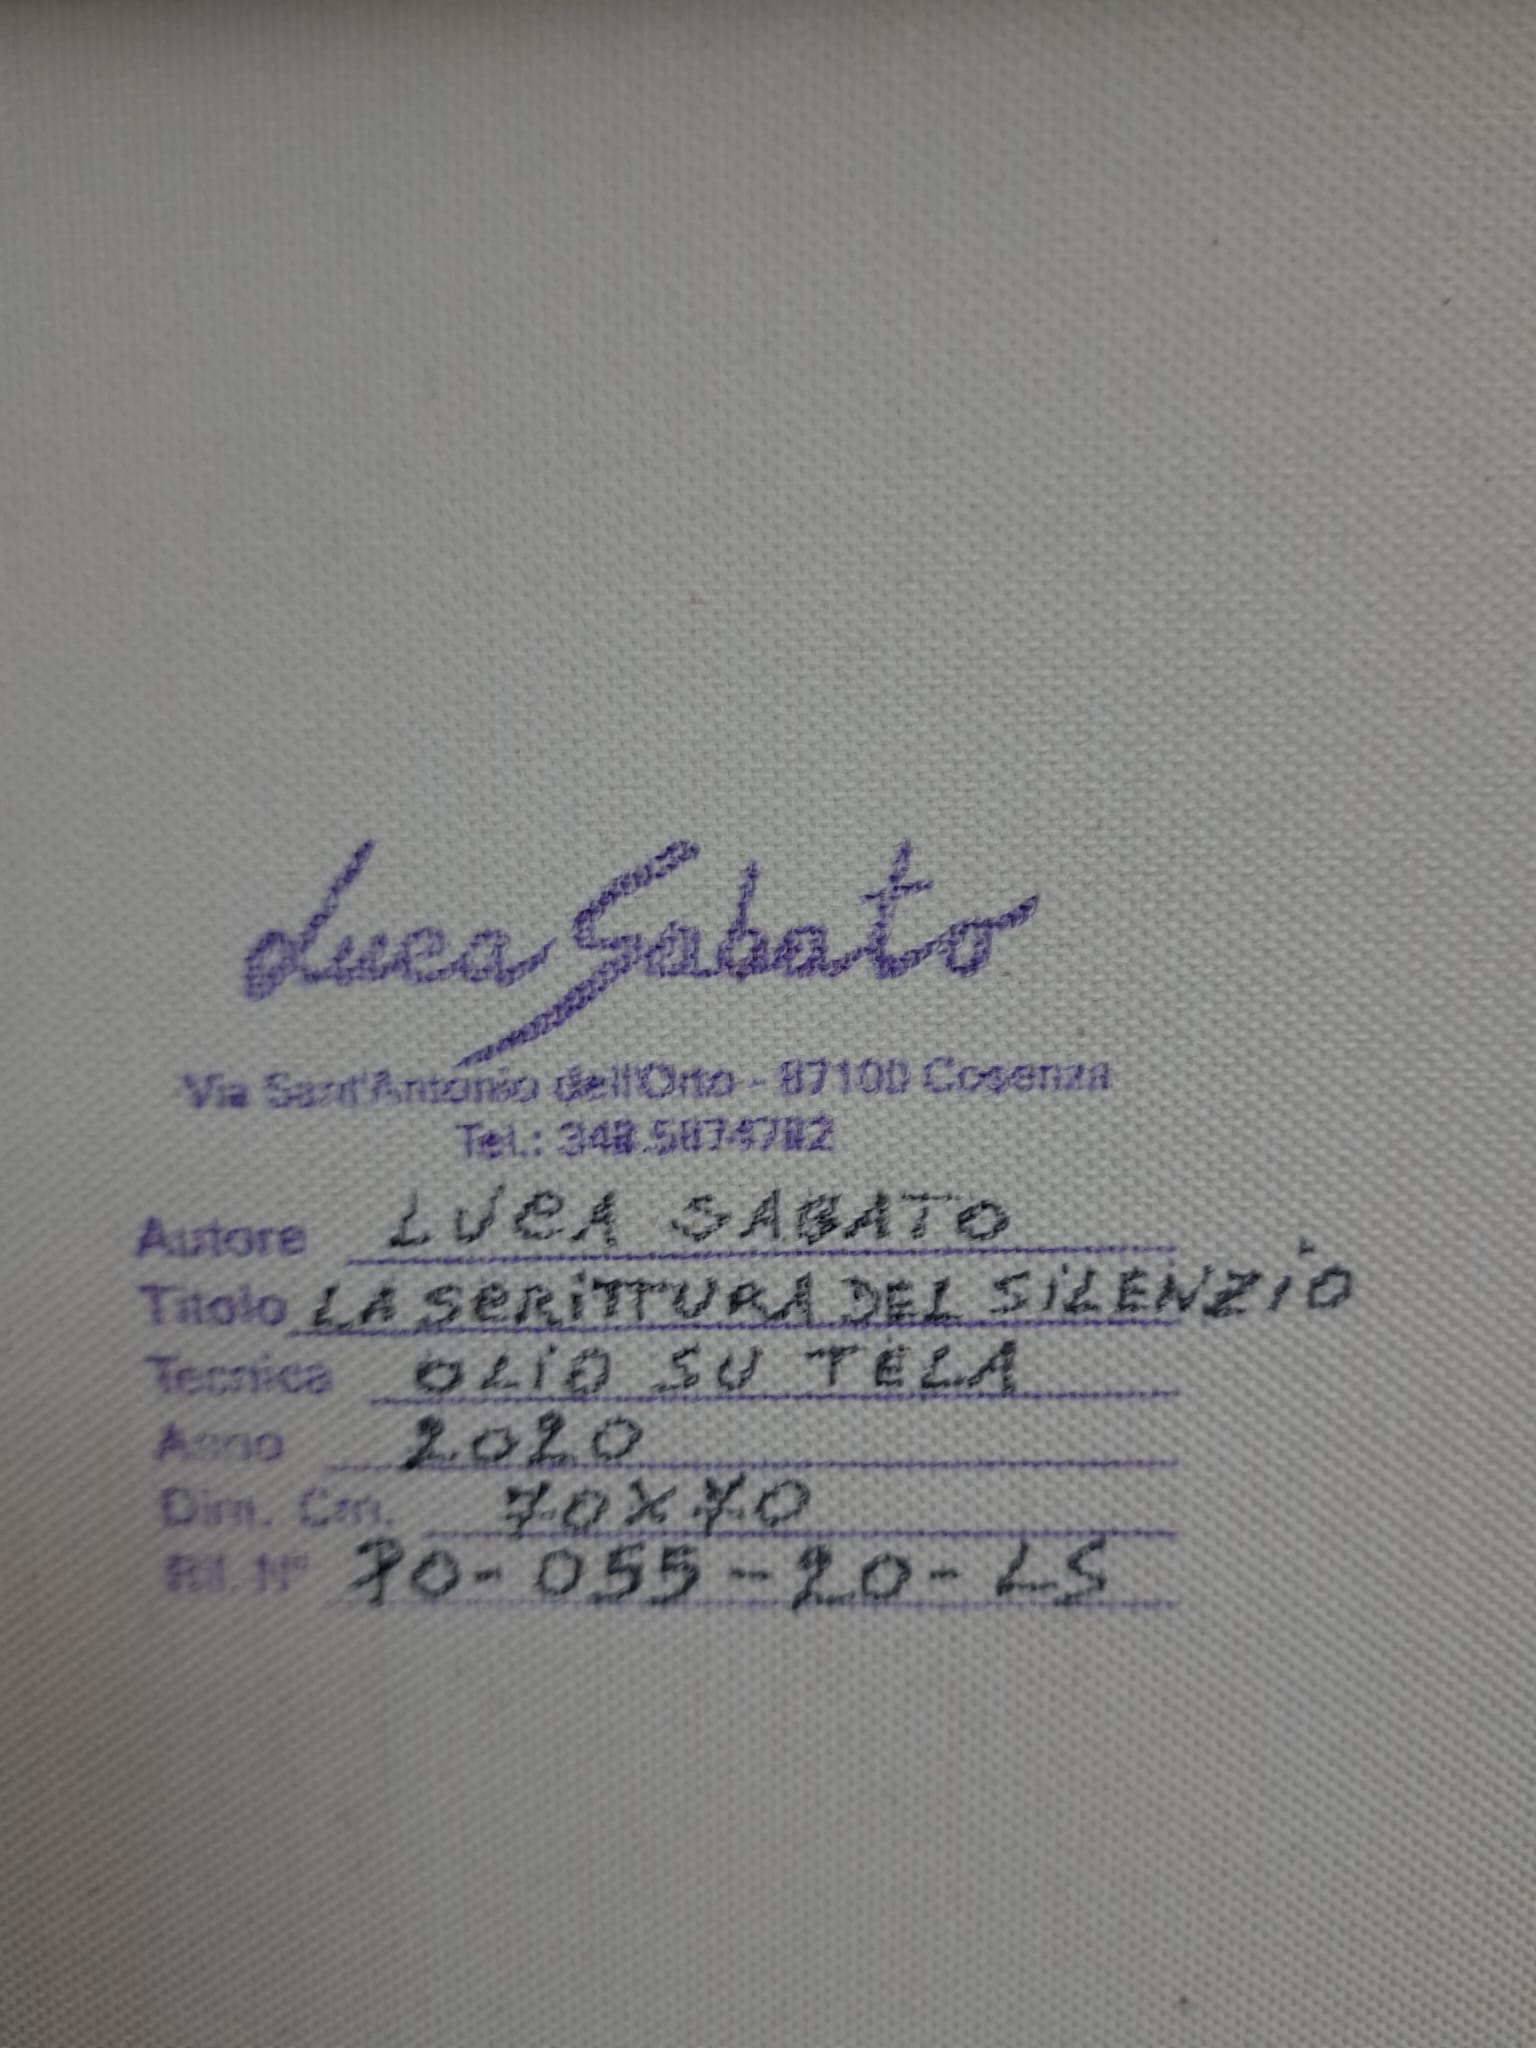 Luca Sabato
Via Sant'Antonio dell'Orto - 87100 Cosenza
Tel.: 348.5874782
Autore LUCA SABATO
Titolo LA SCRITTURA DEL SILENZIO
Tecnica OLIO SU TELA
Anno 2020
Dim. Cm. 70X70
Rif. N° 70-055-20-LS